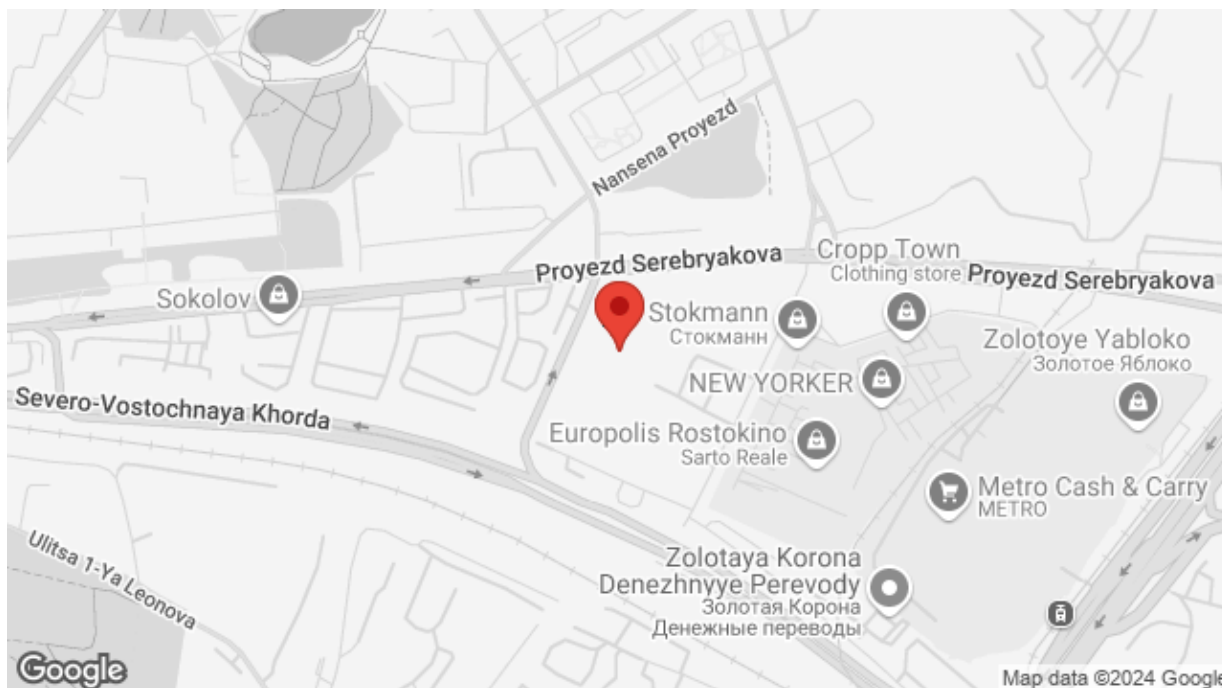 Nansena Proyezd
Proyezd Serebryakova
Cropp Town
Clothing store
Proyezd Serebryakova
Sokolov
Stokmann
Стокманн
Zolotoye Yabloko
Золотое Яблоко
NEW YORKER
Severo-Vostochnaya Khorda
Europolis Rostokino
Sarto Reale
Metro Cash & Carry
METRO
Ulitsa 1-Ya Leonova
Zolotaya Korona
Denezhnyye Perevody
Золотая Корона
Денежные переводы
Google
Map data ©2024 Google